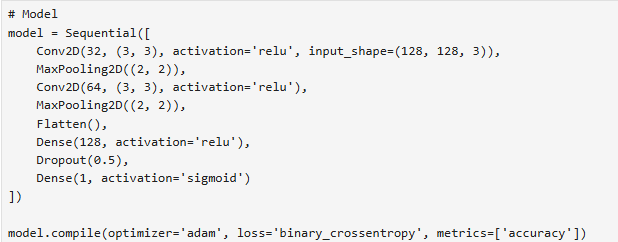 # Model
model = Sequential([
    Conv2D(32, (3, 3), activation='relu', input_shape=(128, 128, 3)),
    MaxPooling2D((2, 2)),
    Conv2D(64, (3, 3), activation='relu'),
    MaxPooling2D((2, 2)),
    Flatten(),
    Dense(128, activation='relu'),
    Dropout(0.5),
    Dense(1, activation='sigmoid')
])
model.compile(optimizer='adam', loss='binary_crossentropy', metrics=['accuracy'])